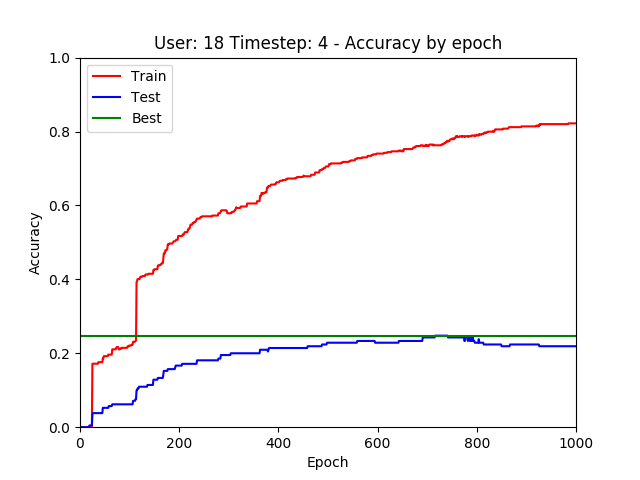 User: 18 Timestep: 4 - Accuracy by epoch
Train
Test
Best
Accuracy
1.0
0.8
0.6
0.4
0.2
0.0
0 200 400 600 800 1000
Epoch